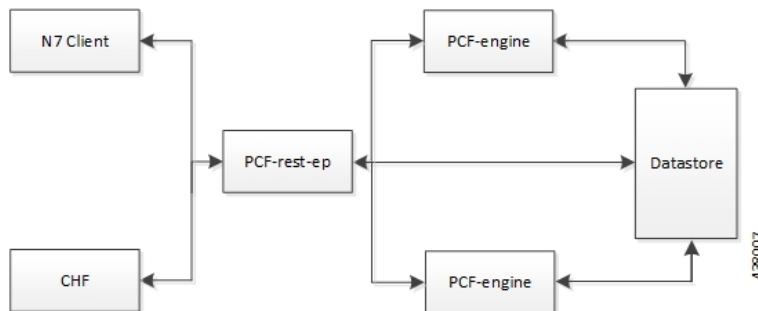 N7 Client
PCF-engine
PCF-rest-ep
Datastore
CHF
PCF-engine